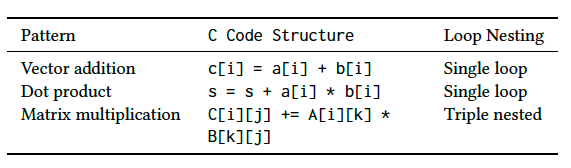 Pattern C Code Structure Loop Nesting
Vector addition c[i] = a[i] + b[i] Single loop
Dot product s = s + a[i] * b[i] Single loop
Matrix multiplication C[i][j] += A[i][k] * Triple nested
B[k][j]